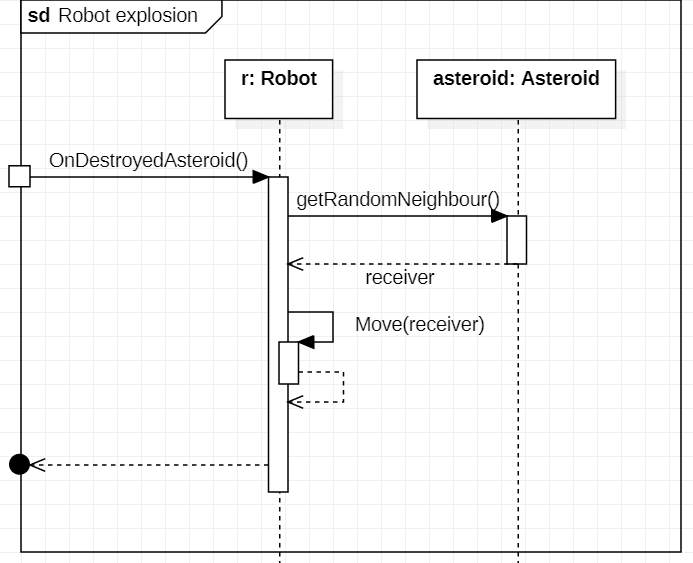 sd Robot explosion
r: Robot
asteroid: Asteroid
OnDestroyedAsteroid()
getRandomNeighbour()
receiver
Move(receiver)